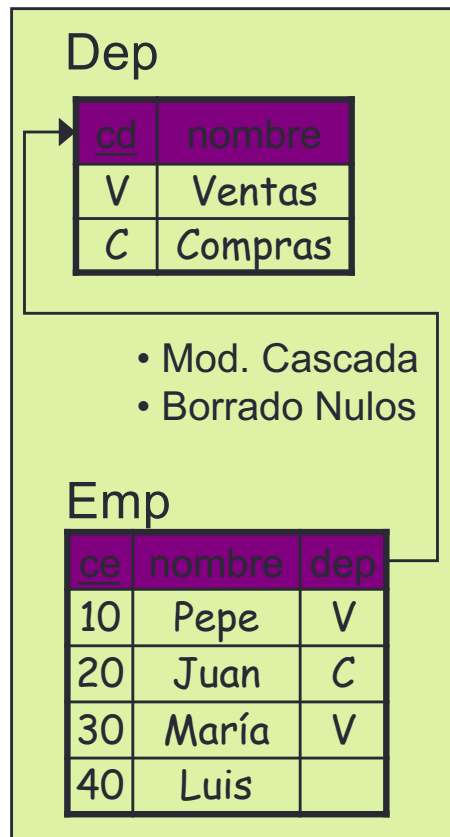 Dep
cd nombre
V Ventas
C Compras
• Mod. Cascada
• Borrado Nulos
Emp
ce nombre dep
10 Pepe V
20 Juan C
30 María V
40 Luis